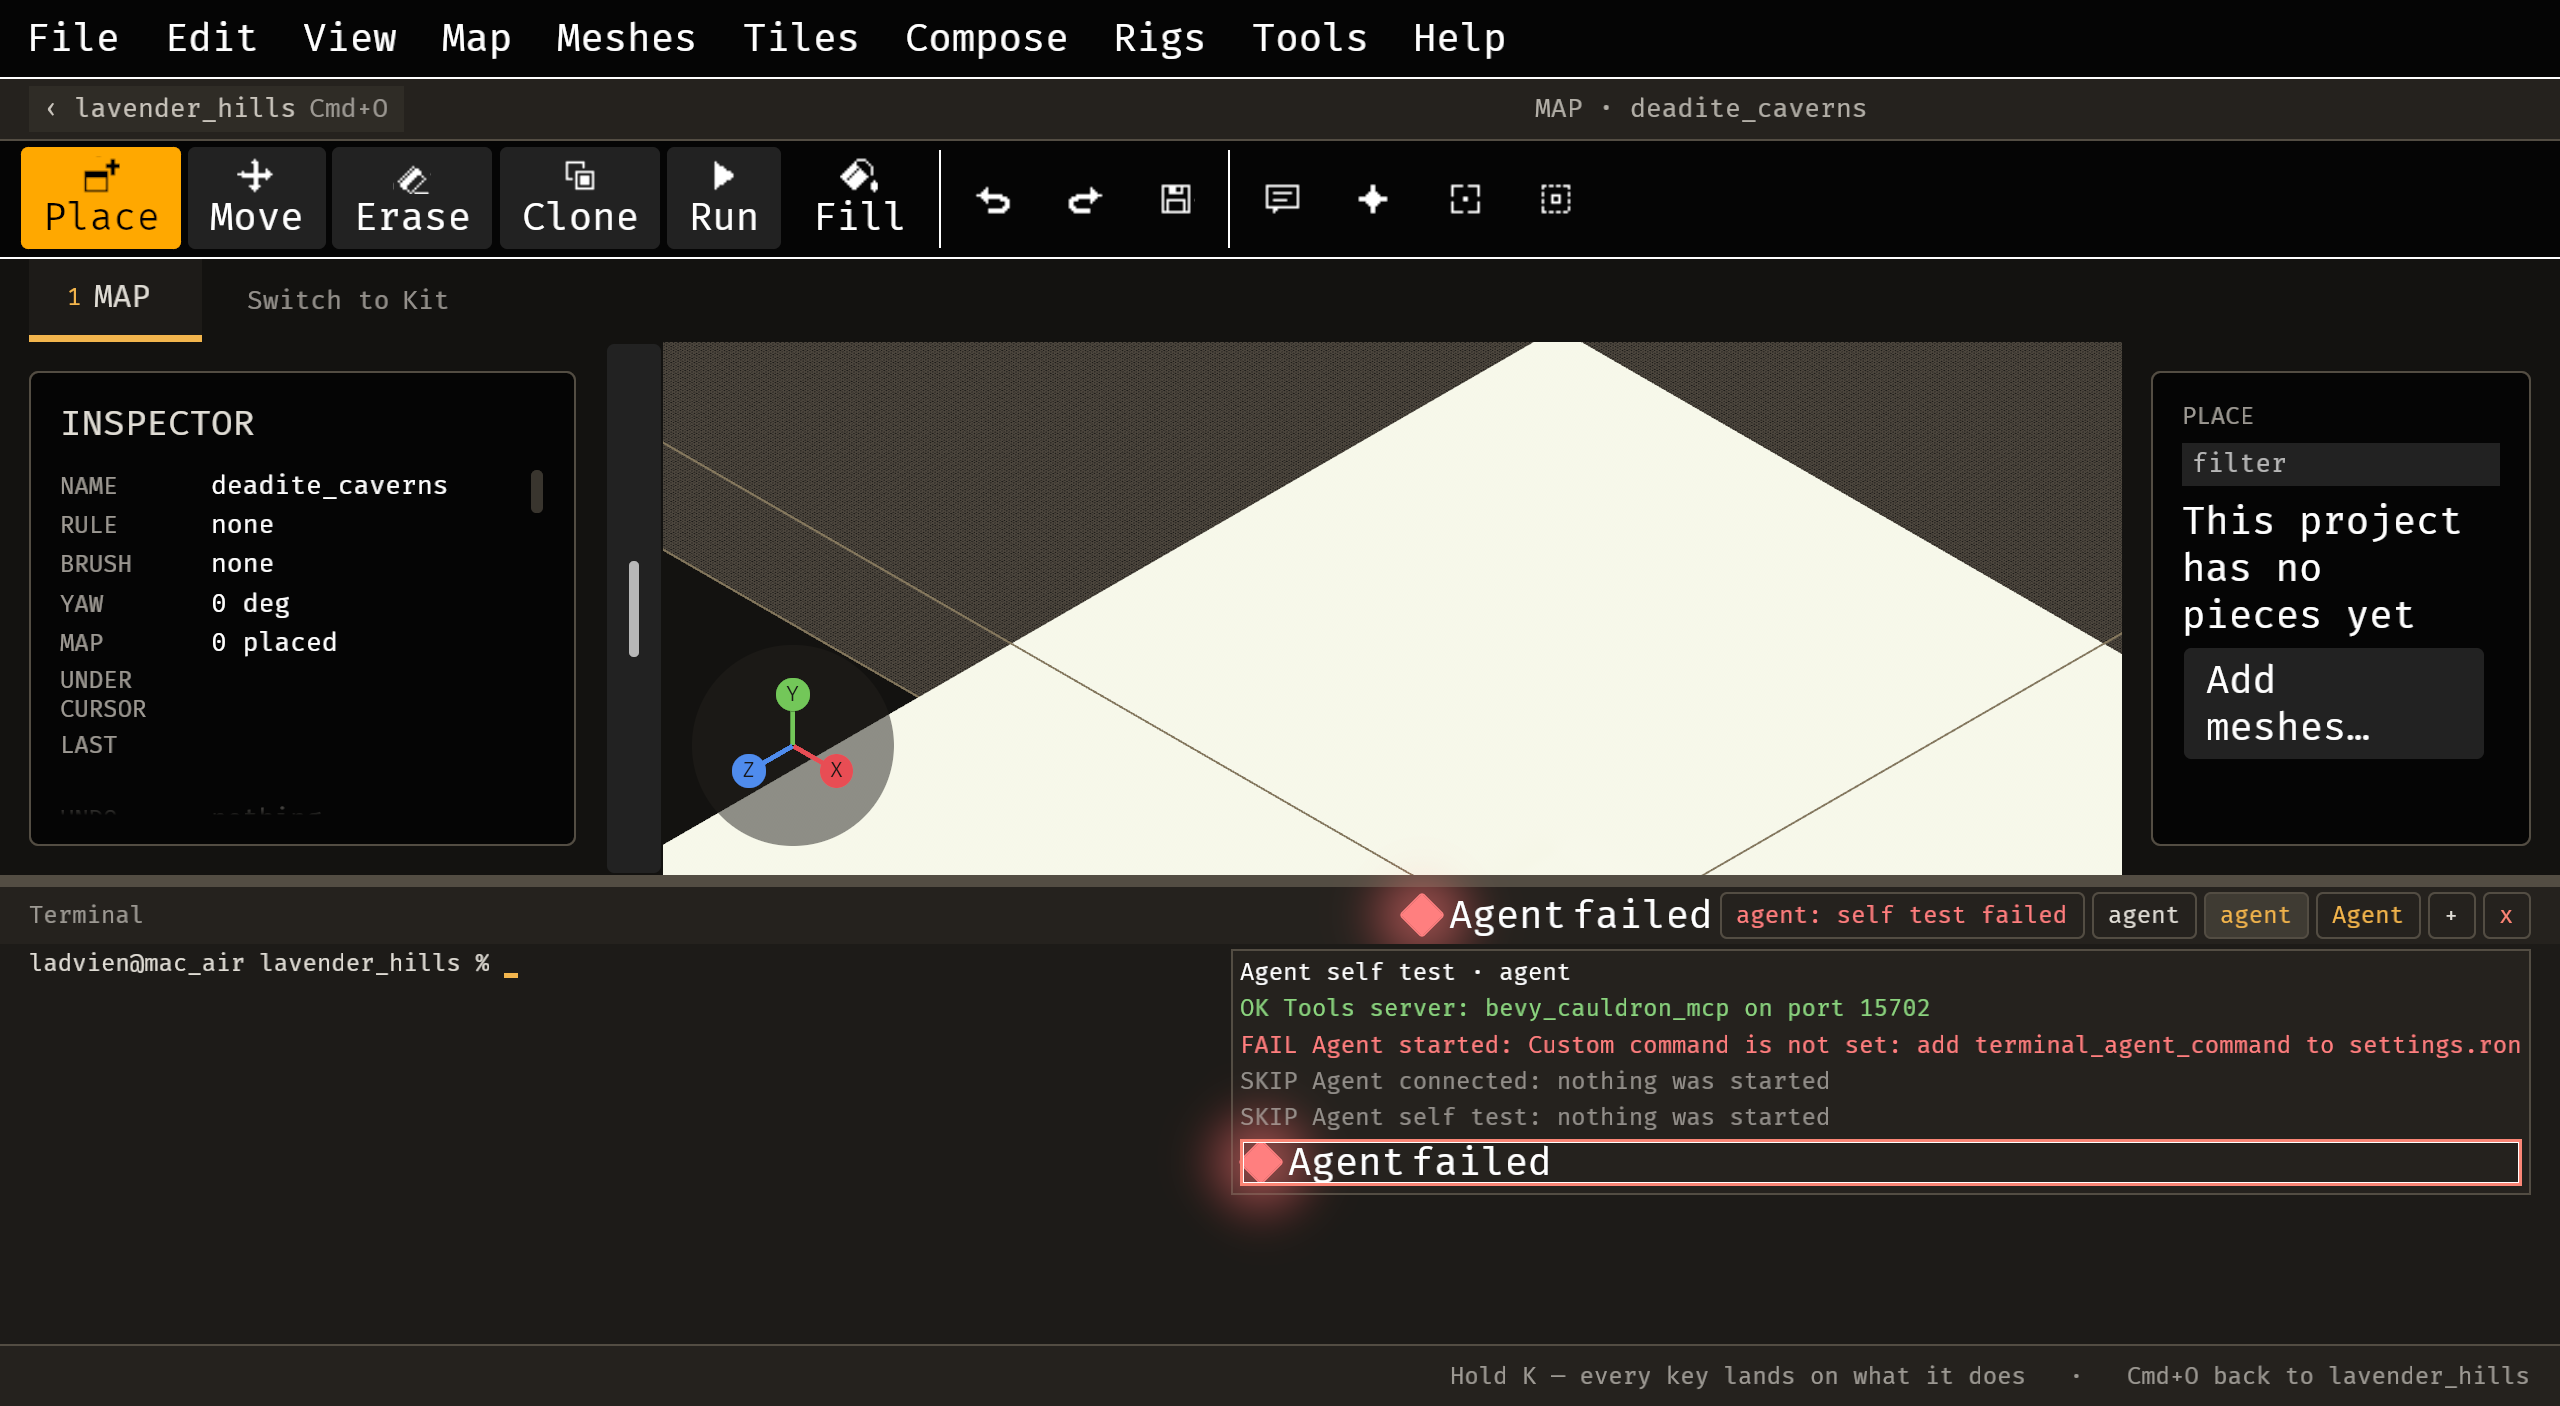 File Edit View Map Meshes Tiles Compose Rigs Tools Help
‹ lavender_hills Cmd+O
MAP · deadite_caverns
Place Move Erase Clone Run Fill
1 MAP Switch to Kit
INSPECTOR
NAME deadite_caverns
RULE none
BRUSH none
YAW 0 deg
MAP 0 placed
UNDER CURSOR
LAST
Y
Z X
PLACE
filter
This project
has no
pieces yet
Add
meshes…
Terminal
Agent failed
agent: self test failed agent agent Agent + x
ladvien@mac_air lavender_hills %
Agent self test · agent
OK Tools server: bevy_cauldron_mcp on port 15702
FAIL Agent started: Custom command is not set: add terminal_agent_command to settings.ron
SKIP Agent connected: nothing was started
SKIP Agent self test: nothing was started
Agent failed
Hold K — every key lands on what it does · Cmd+O back to lavender_hills